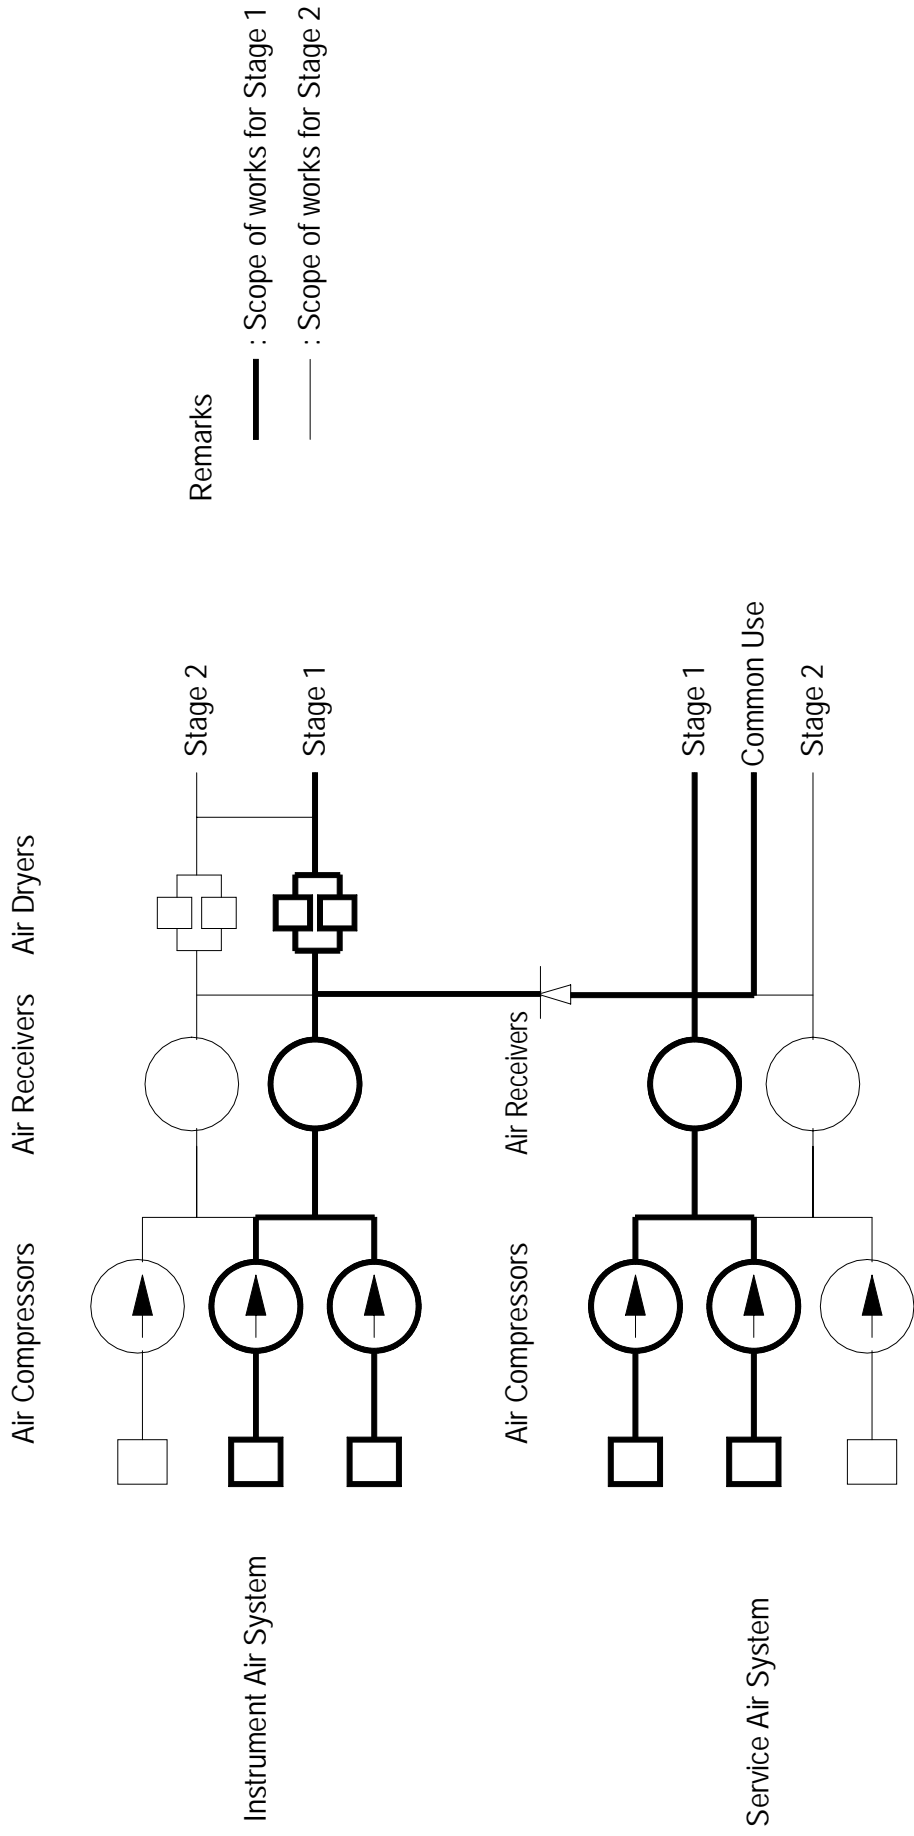 Air Compressors
Air Receivers
Air Dryers
Instrument Air System
Stage 2
Stage 1
Remarks
: Scope of works for Stage 1
: Scope of works for Stage 2
Air Compressors
Air Receivers
Service Air System
Stage 1
Common Use
Stage 2